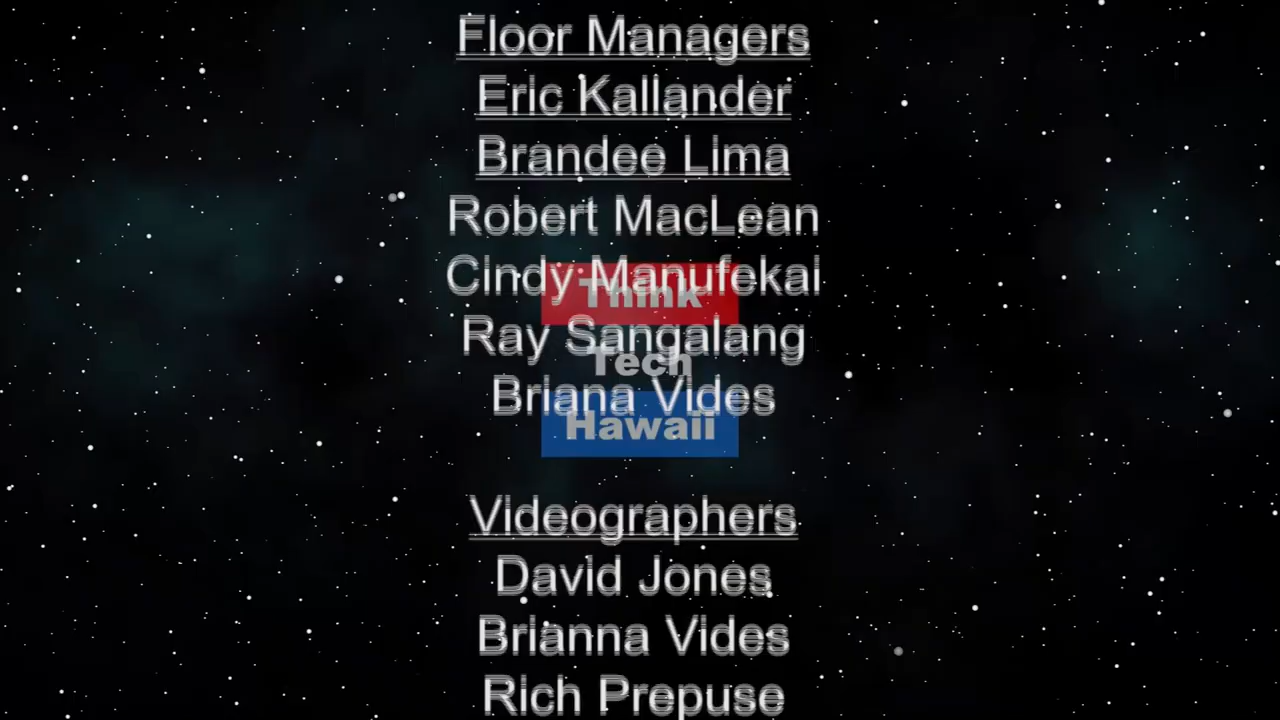 Floor Managers
Eric Kallander
Brandee Lima
Robert MacLean
Cindy Manufekai
Think
Ray Sangalang
Tech
Briana Vides
Hawaii
Videographers
David Jones
Brianna Vides
Rich Prepuse